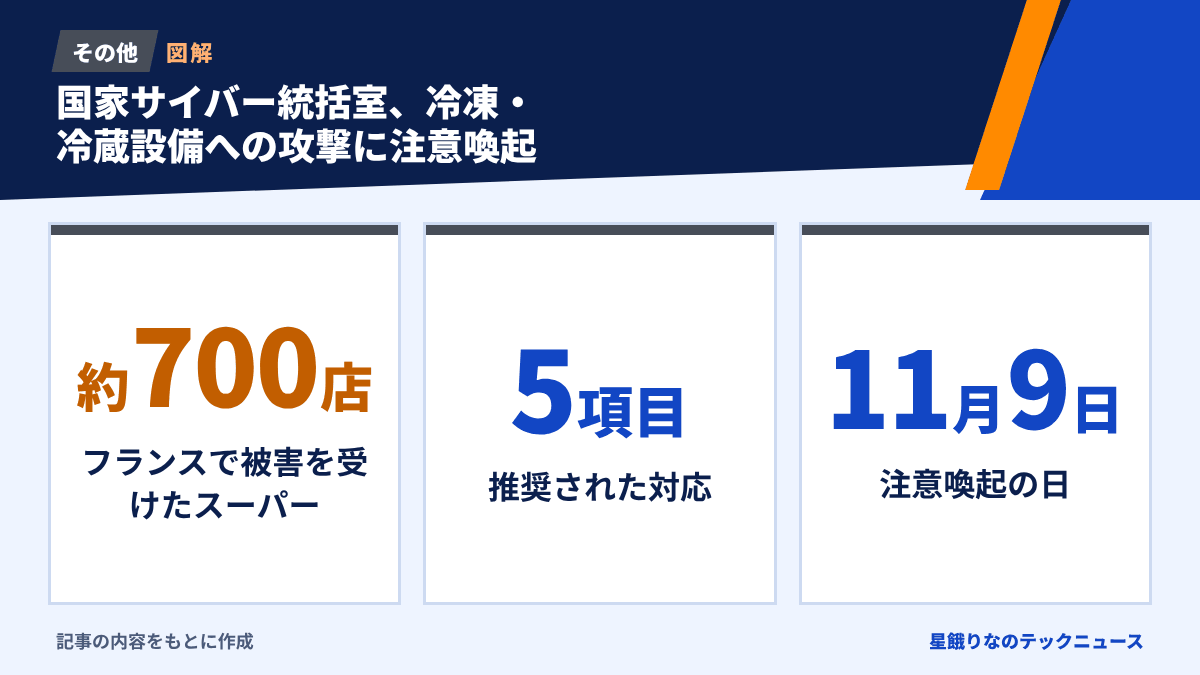 その他 図解
国家サイバー統括室、冷凍・
冷蔵設備への攻撃に注意喚起
約700店
フランスで被害を受
けたスーパー
5項目
推奨された対応
11月9日
注意喚起の日
記事の内容をもとに作成
星餓りなのテックニュース